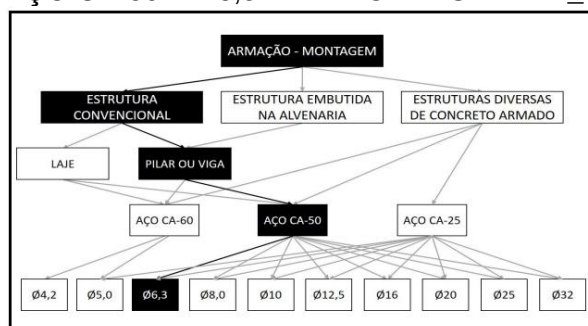 ARMAÇÃO - MONTAGEM
ESTRUTURA
CONVENCIONAL
ESTRUTURA EMBUTIDA
NA ALVENARIA
ESTRUTURAS DIVERSAS
DE CONCRETO ARMADO
LAJE
PILAR OU VIGA
AÇO CA-60
AÇO CA-50
AÇO CA-25
Ø4,2
Ø5,0
Ø6,3
Ø8,0
Ø10
Ø12,5
Ø16
Ø20
Ø25
Ø32